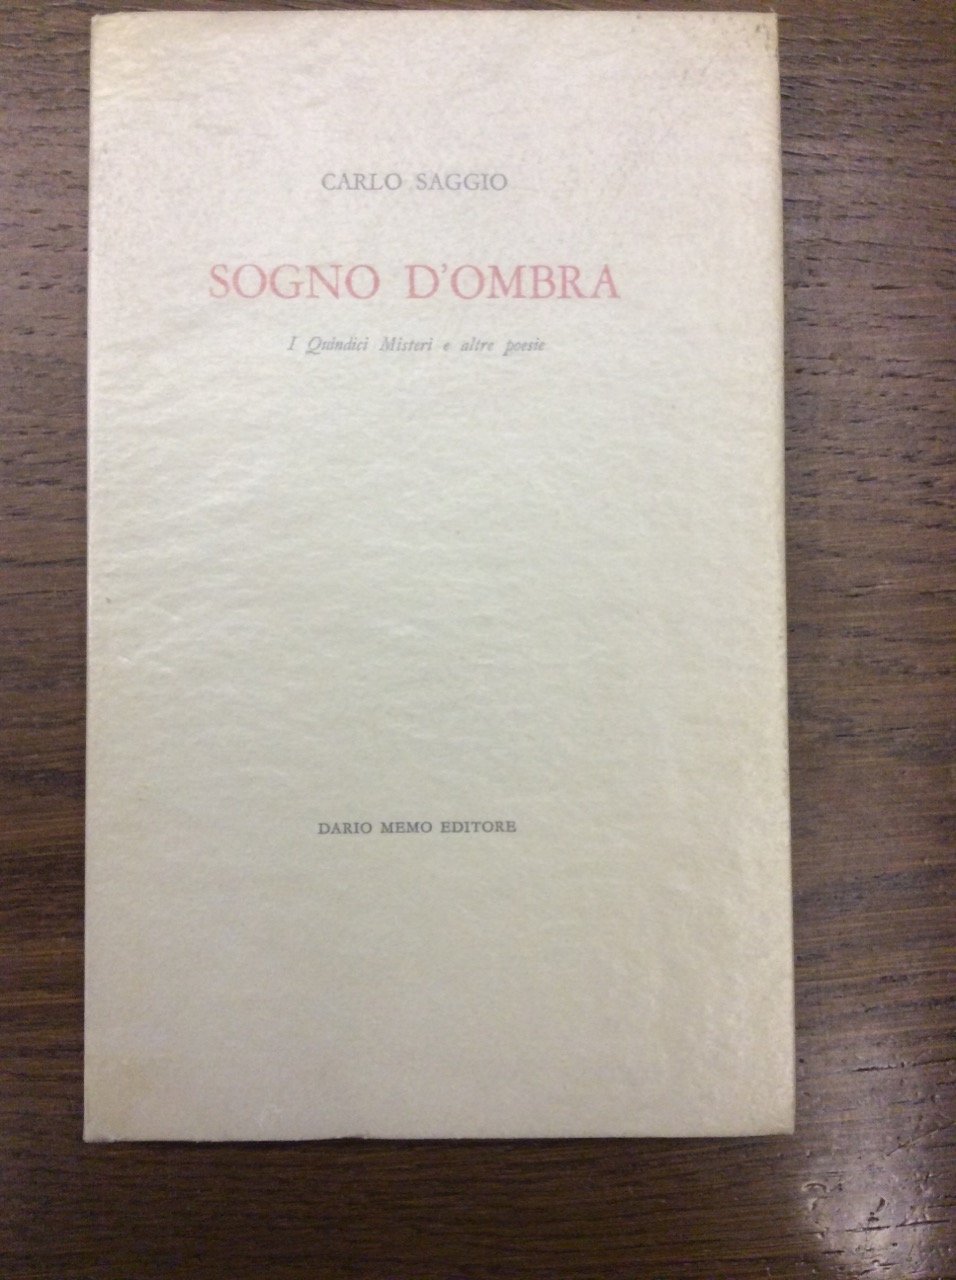 CARLO SAGGIO
SOGNO D'OMBRA
I Quindici Misteri e altre poesie
DARIO MEMO EDITORE